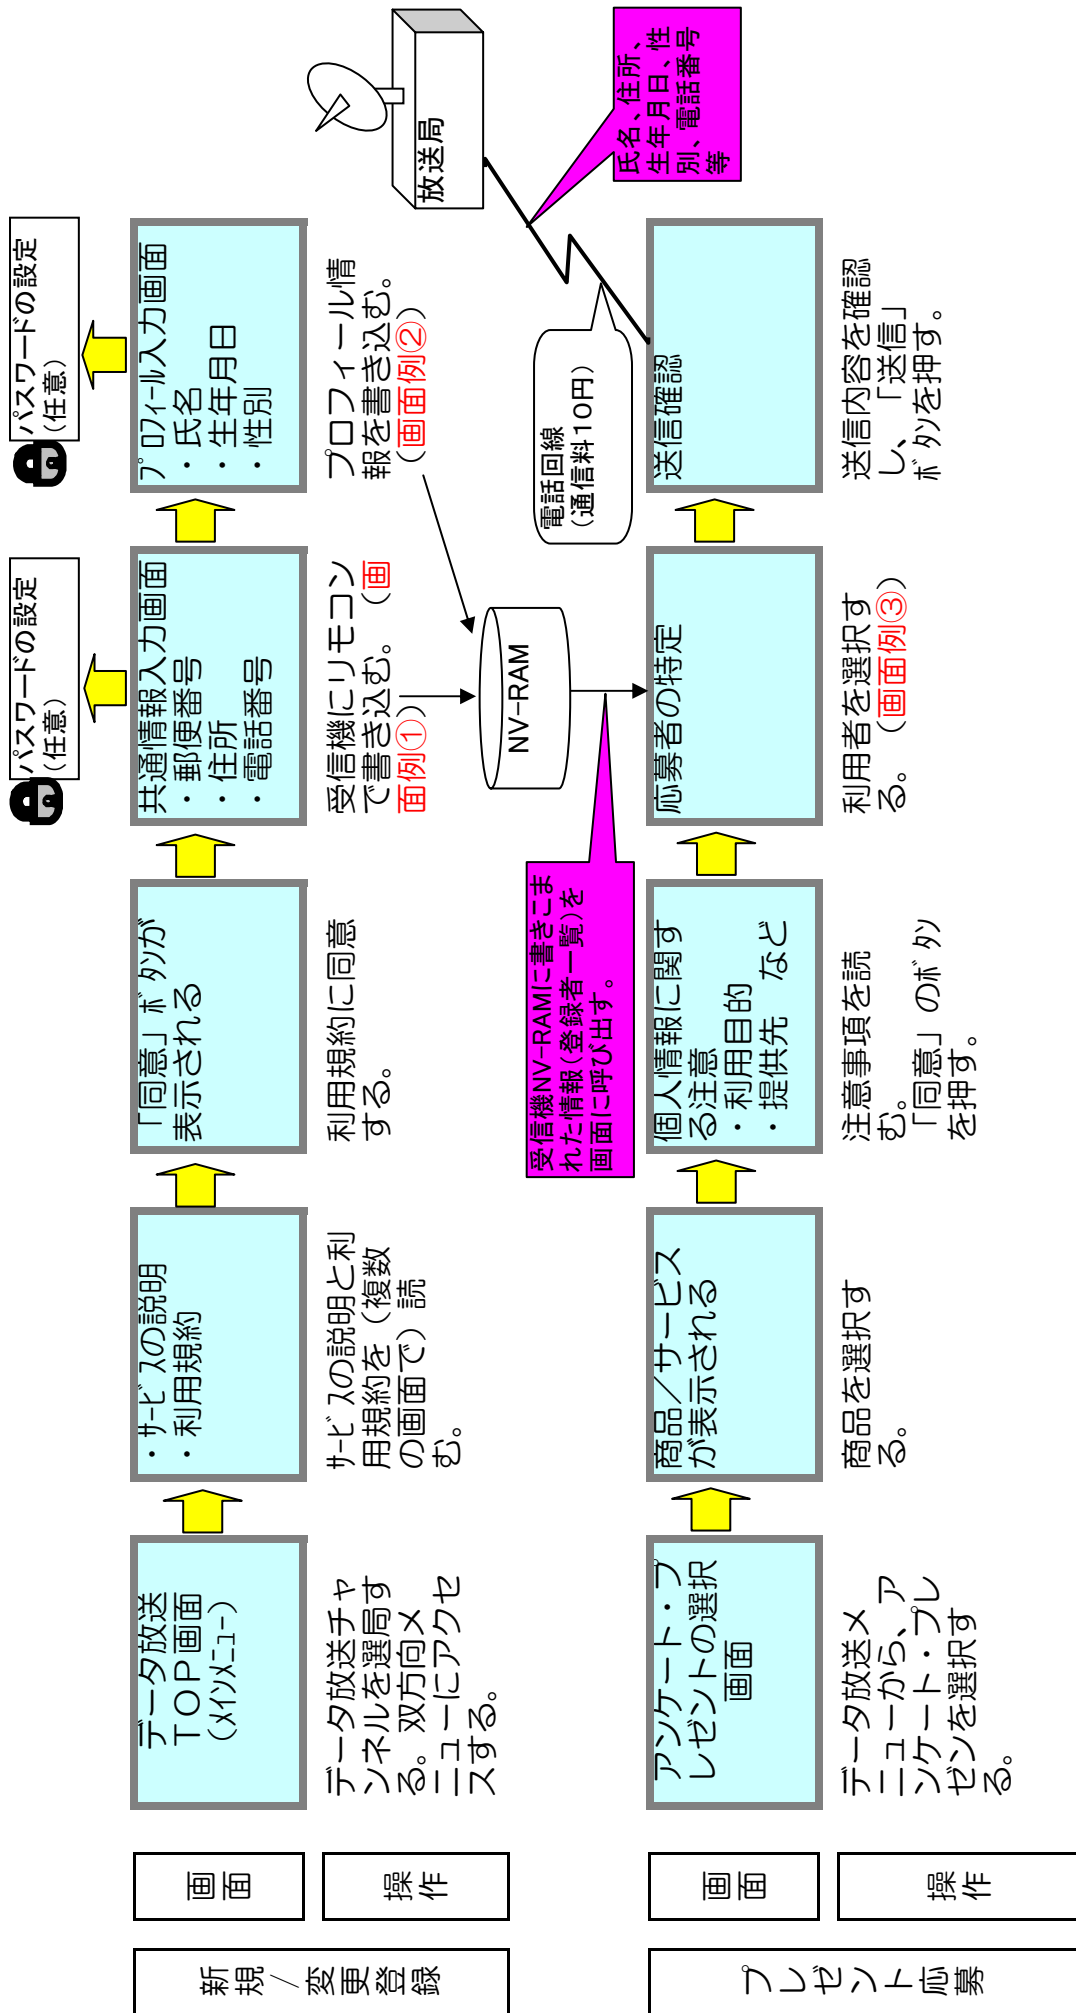 新規／変更登録
画面
データ放送
TOP画面
（ﾒｲﾝﾒﾆｭｰ）
・ｻｰﾋﾞｽの説明
・利用規約
「同意」ﾎﾞﾀﾝが
表示される
共通情報入力画面
・郵便番号
・住所
・電話番号
パスワードの設定
（任意）
ﾌﾟﾛﾌｨｰﾙ入力画面
・氏名
・生年月日
・性別
パスワードの設定
（任意）
操作
データ放送チャ
ンネルを選局す
る。双方向メ
ニューにアクセ
スする。
ｻｰﾋﾞｽの説明と利
用規約を（複数
の画面で）読
む。
利用規約に同意
する。
受信機にリモコン
で書き込む。（画
面例①）
プロフィール情
報を書き込む。
（画面例②）
放送局
NV-RAM
受信機NV-RAMに書きこま
れた情報（登録者一覧）を
画面に呼び出す。
電話回線
（通信料10円）
氏名、住所、
生年月日、性
別、電話番号
等
プレゼント応募
画面
アンケート・プ
レゼントの選択
画面
商品／サービス
が表示される
個人情報に関す
る注意
・利用目的
・提供先　など
応募者の特定
送信確認
操作
データ放送メ
ニューから、ア
ンケート・プレ
ゼンを選択す
る。
商品を選択す
る。
注意事項を読
む。
「同意」のﾎﾞﾀﾝ
を押す。
利用者を選択す
る。（画面例③）
送信内容を確認
し、「送信」
ﾎﾞﾀﾝを押す。